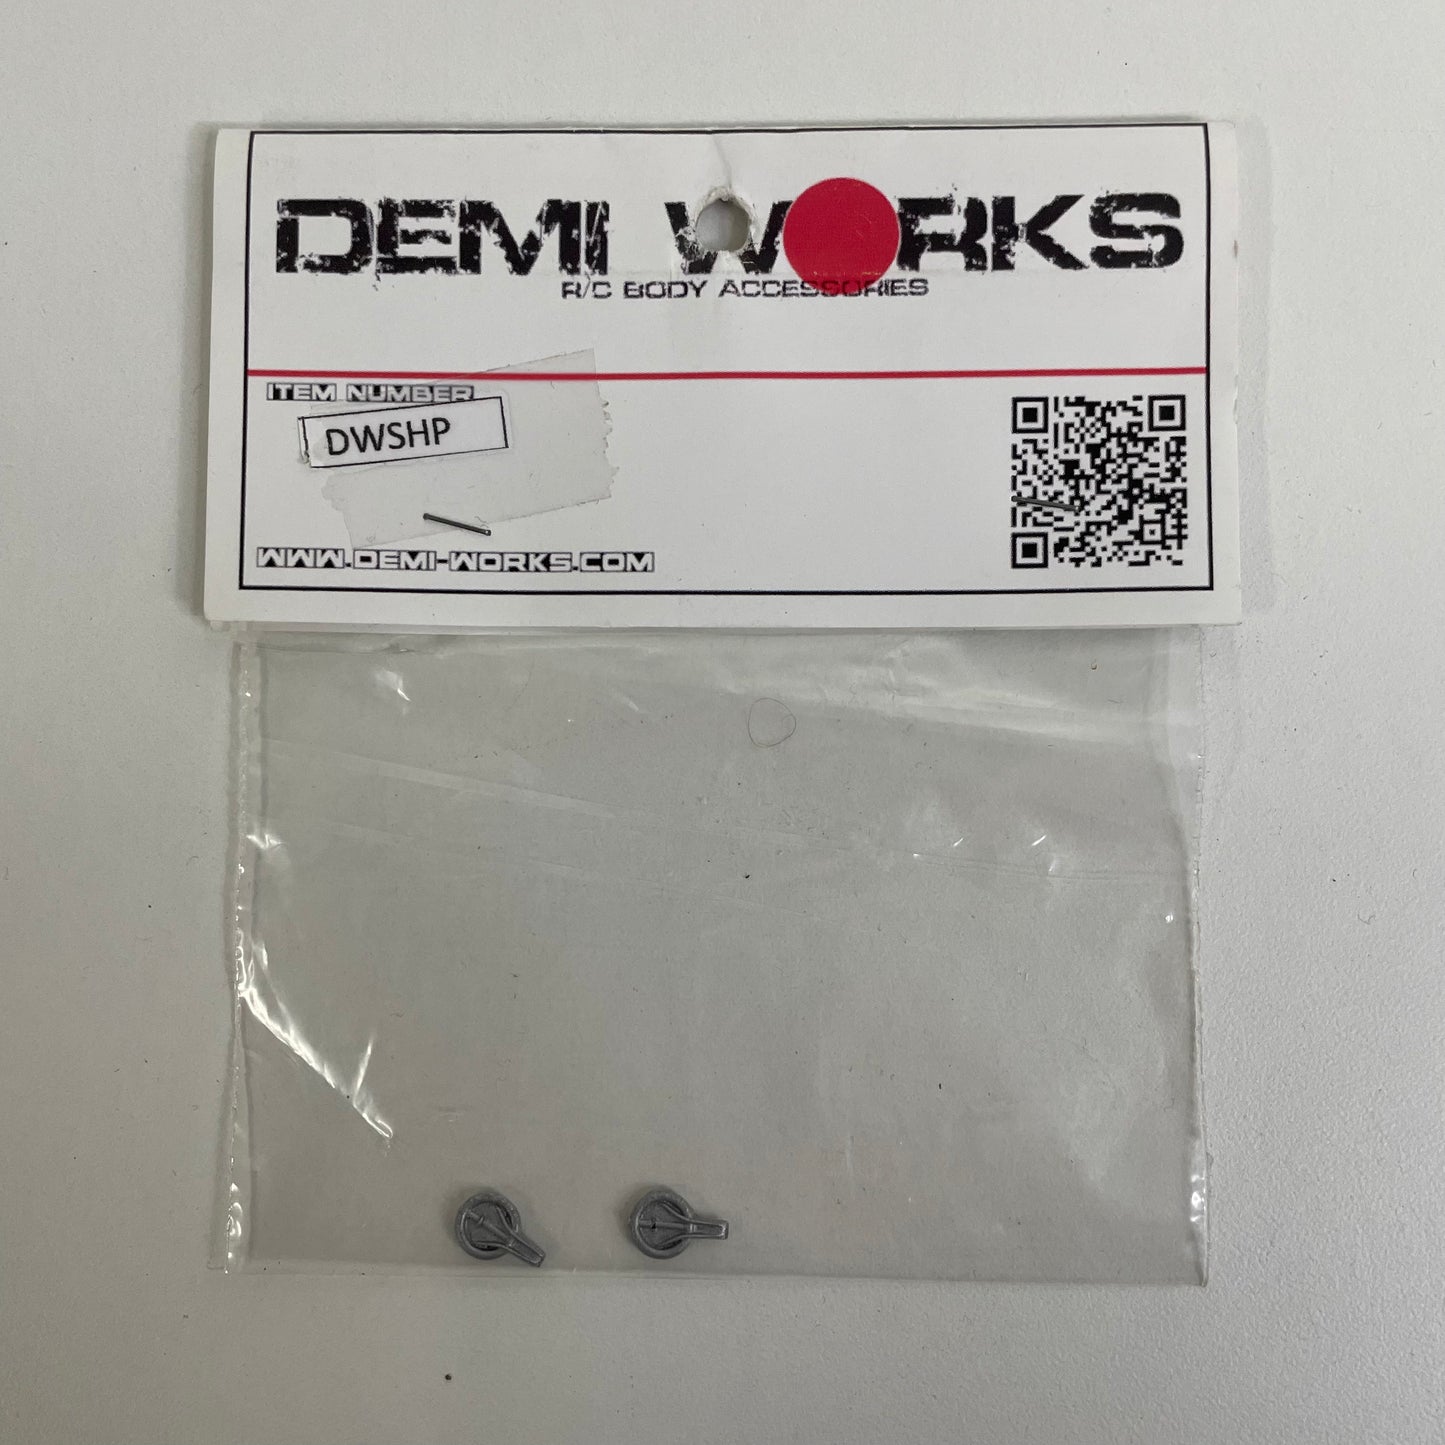 DEMI WORKS
R/C BODY ACCESSORIES
ITEM NUMBER
DWSHP
WWW.DEMI-WORKS.COM